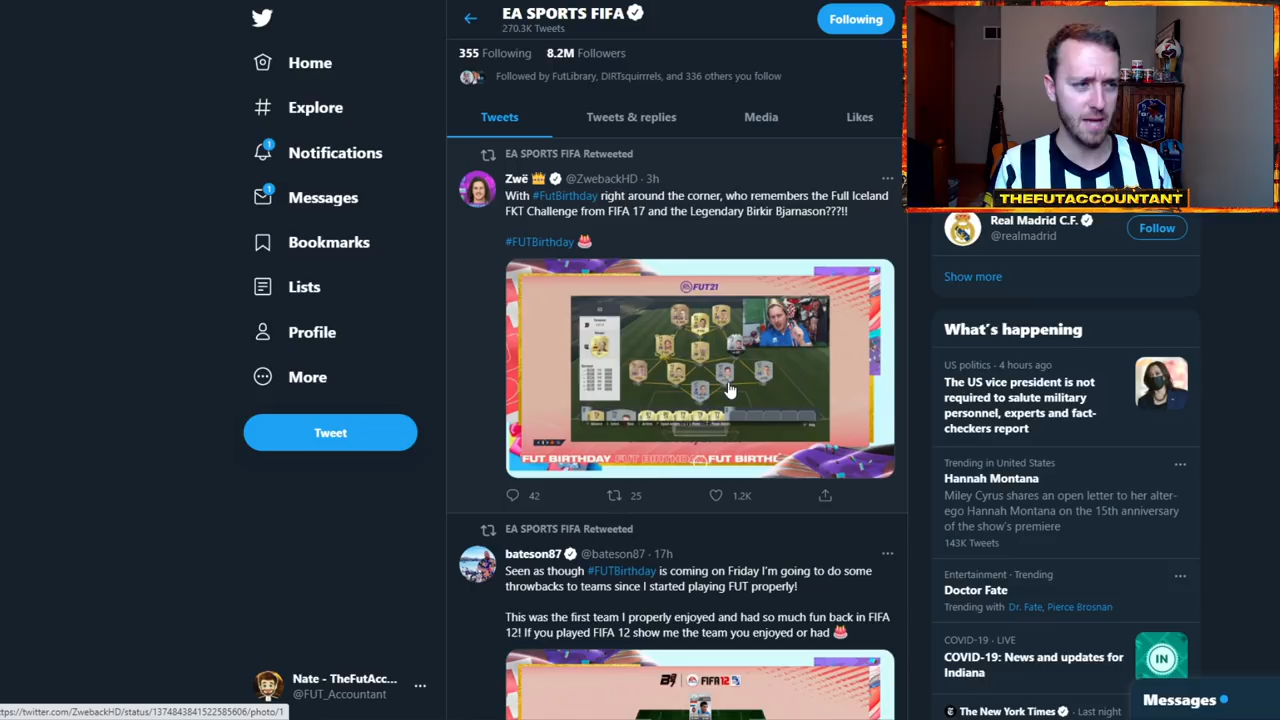 EA SPORTS FIFA
270.3K Tweets
Following
355 Following 8.2M Followers
Followed by FutLibrary, DIRTsquirrrels, and 336 others you follow
Tweets
Tweets & replies
Media
Likes
Home
Explore
1
Notifications
1
Messages
Bookmarks
Lists
Profile
More
Tweet
Nate - TheFutAcc...
@FUT_Accountant
ttps://twitter.com/ZwebackHD/status/1374843841522585606/photo/1
EA SPORTS FIFA Retweeted
Zwë @ZwebackHD · 3h
With #FutBirthday right around the corner, who remembers the Full Iceland
FKT Challenge from FIFA 17 and the Legendary Birkir Bjarnason???!!
#FUTBirthday
FUT21
FUT BIRTHDAY FUT BIRTHD FUT BIRTH
42
25
1.2K
EA SPORTS FIFA Retweeted
bateson87 @bateson87 · 17h
Seen as though #FUTBirthday is coming on Friday I'm going to do some
throwbacks to teams since I started playing FUT properly!
This was the first team I properly enjoyed and had so much fun back in FIFA
12! If you played FIFA 12 show me the team you enjoyed or had
FIFA12
THEFUTACCOUNTANT
Real Madrid C.F.
@realmadrid
Follow
Show more
What's happening
US politics · 4 hours ago
The US vice president is not
required to salute military
personnel, experts and fact-
checkers report
Trending in United States
Hannah Montana
Miley Cyrus shares an open letter to her alter-
ego Hannah Montana on the 15th anniversary
of the show's premiere
143K Tweets
Entertainment · Trending
Doctor Fate
Trending with Dr. Fate, Pierce Brosnan
COVID-19 · LIVE
COVID-19: News and updates for
Indiana
IN
The New York Times · Last night
Messages